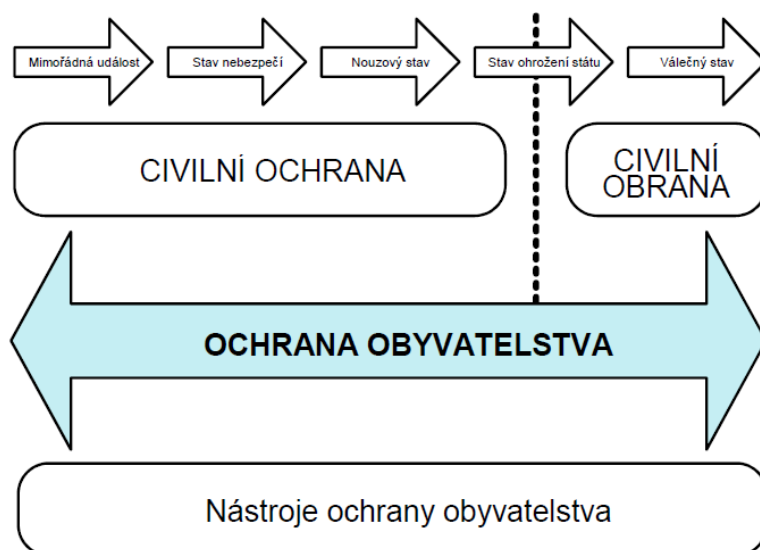 Mimořádná událost
Stav nebezpečí
Nouzový stav
Stav ohrožení státu
Válečný stav
CIVILNÍ OCHRANA
CIVILNÍ
OBRANA
OCHRANA OBYVATELSTVA
Nástroje ochrany obyvatelstva